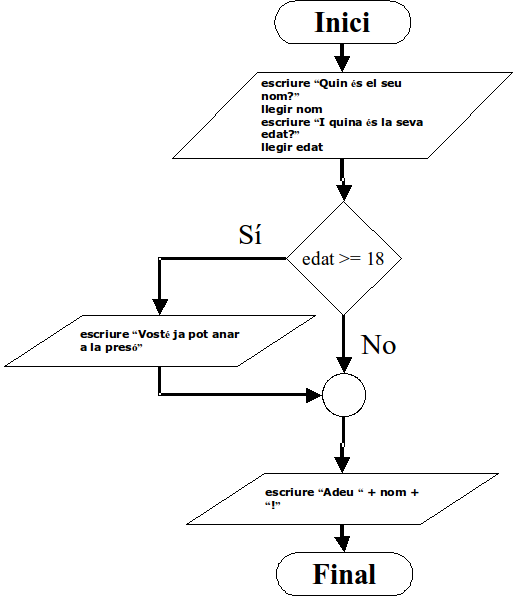 Inici
escriure “Quin és el seu
nom?”
llegir nom
escriure “I quina és la seva
edat?”
llegir edat
Sí
edat >= 18
escriure “Vosté ja pot anar
a la presó”
No
escriure “Adeu “ + nom +
“!”
Final